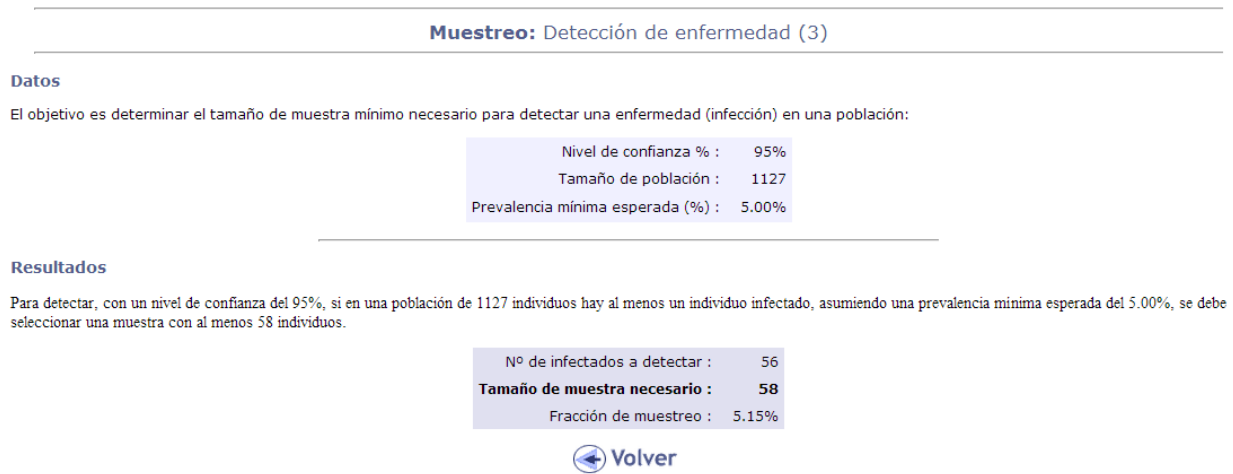 Muestreo: Detección de enfermedad (3)
Datos
El objetivo es determinar el tamaño de muestra mínimo necesario para detectar una enfermedad (infección) en una población:
Nivel de confianza % : 95%
Tamaño de población : 1127
Prevalencia mínima esperada (%) : 5.00%
Resultados
Para detectar, con un nivel de confianza del 95%, si en una población de 1127 individuos hay al menos un individuo infectado, asumiendo una prevalencia minima esperada del 5.00%, se debe
seleccionar una muestra con al menos 58 individuos.
Nº de infectados a detectar : 56
Tamaño de muestra necesario : 58
Fracción de muestreo : 5.15%
Volver